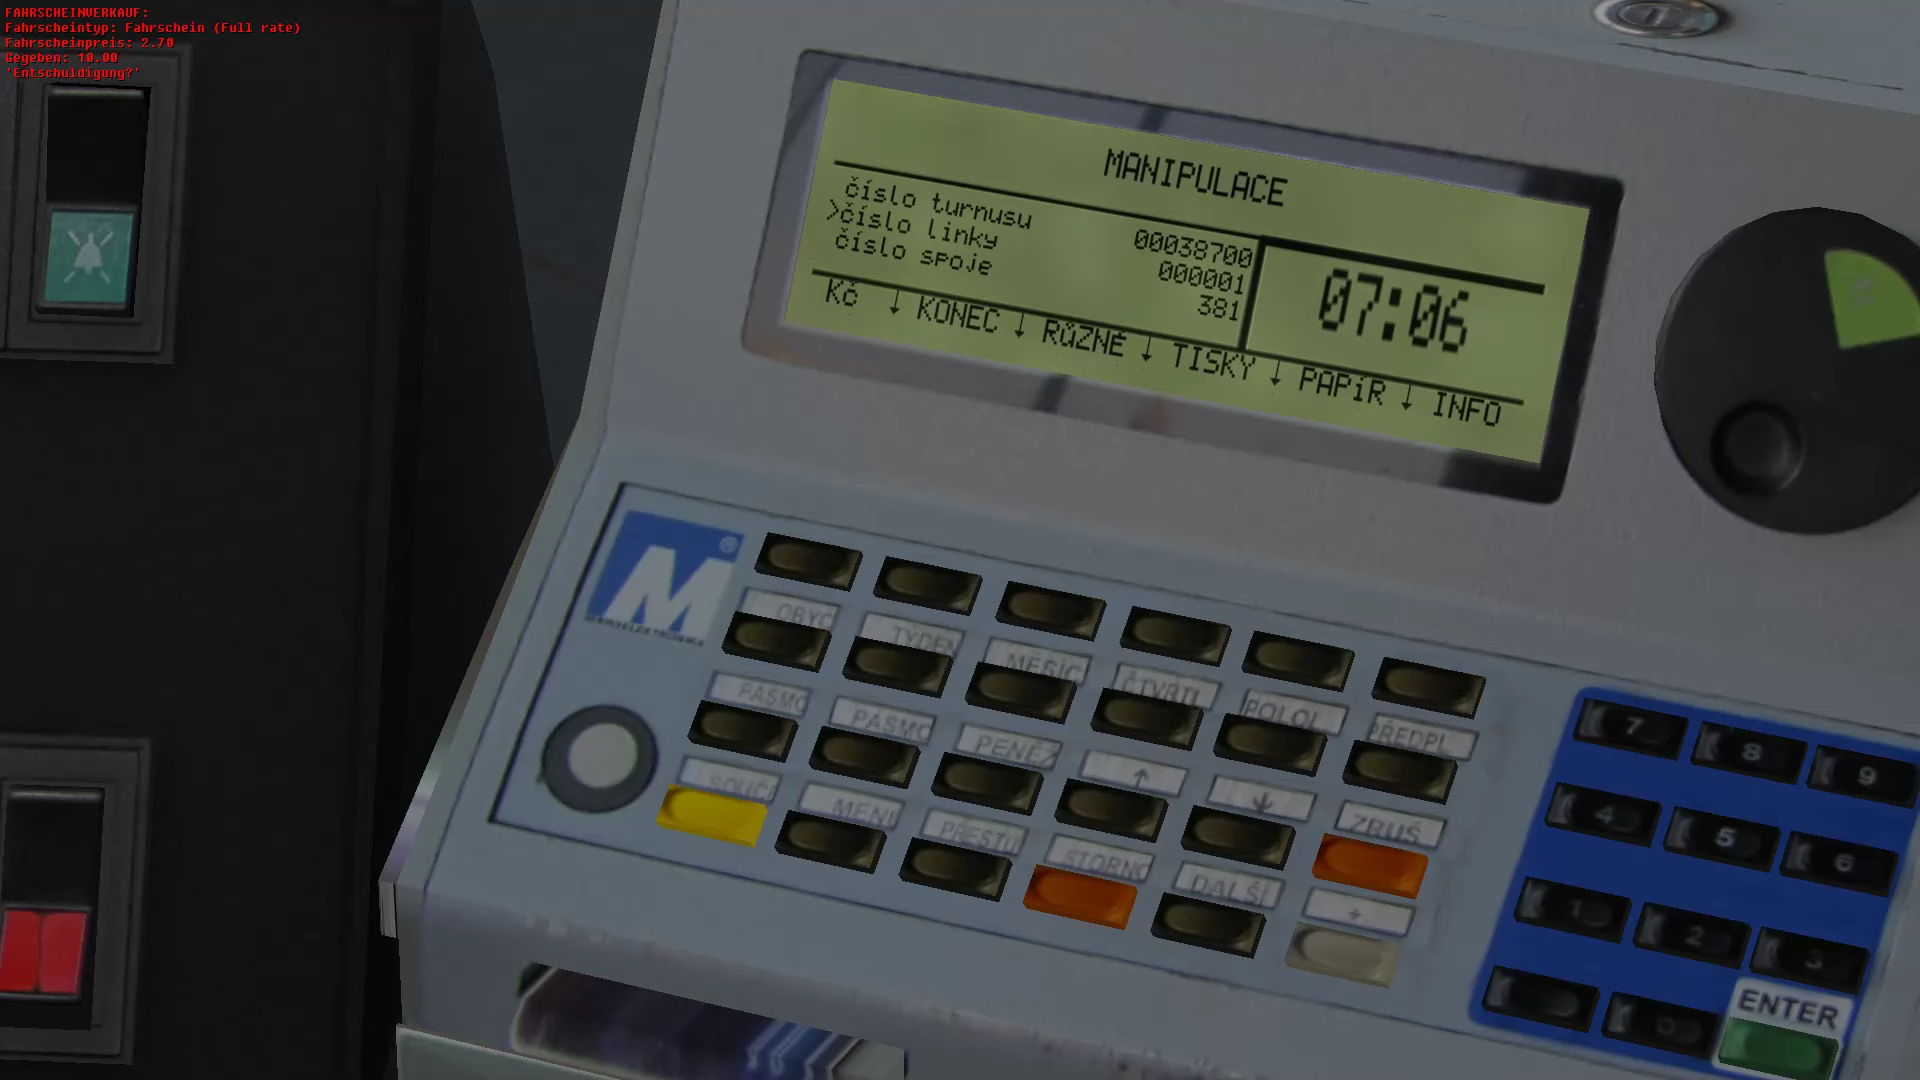 FAHRSCHEINVERKAUF:
Fahrscheintyp: Fahrschein (Full rate)
Fahrscheinpreis: 2.70
Gegeben: 10.00
'Entschuldigung?'
MANIPULACE
číslo turnusu 00038700
>číslo linky 000001
číslo spoje 381
07:06
Kč ↓ KONEC ↓ RůZNÉ ↓ TISKY ↓ PAPíR ↓ INFO
M ®
OBYČ TÝDEN MĚSÍC ČTVRTL POLOL PŘEDPL
PÁSMO PÁSMO PENĚZ ↑ ↓ ZRUŠ
SOUČ MENU PŘESTU STORNO DALŠÍ +
7 8 9
4 5 6
1 2 3
0 ENTER